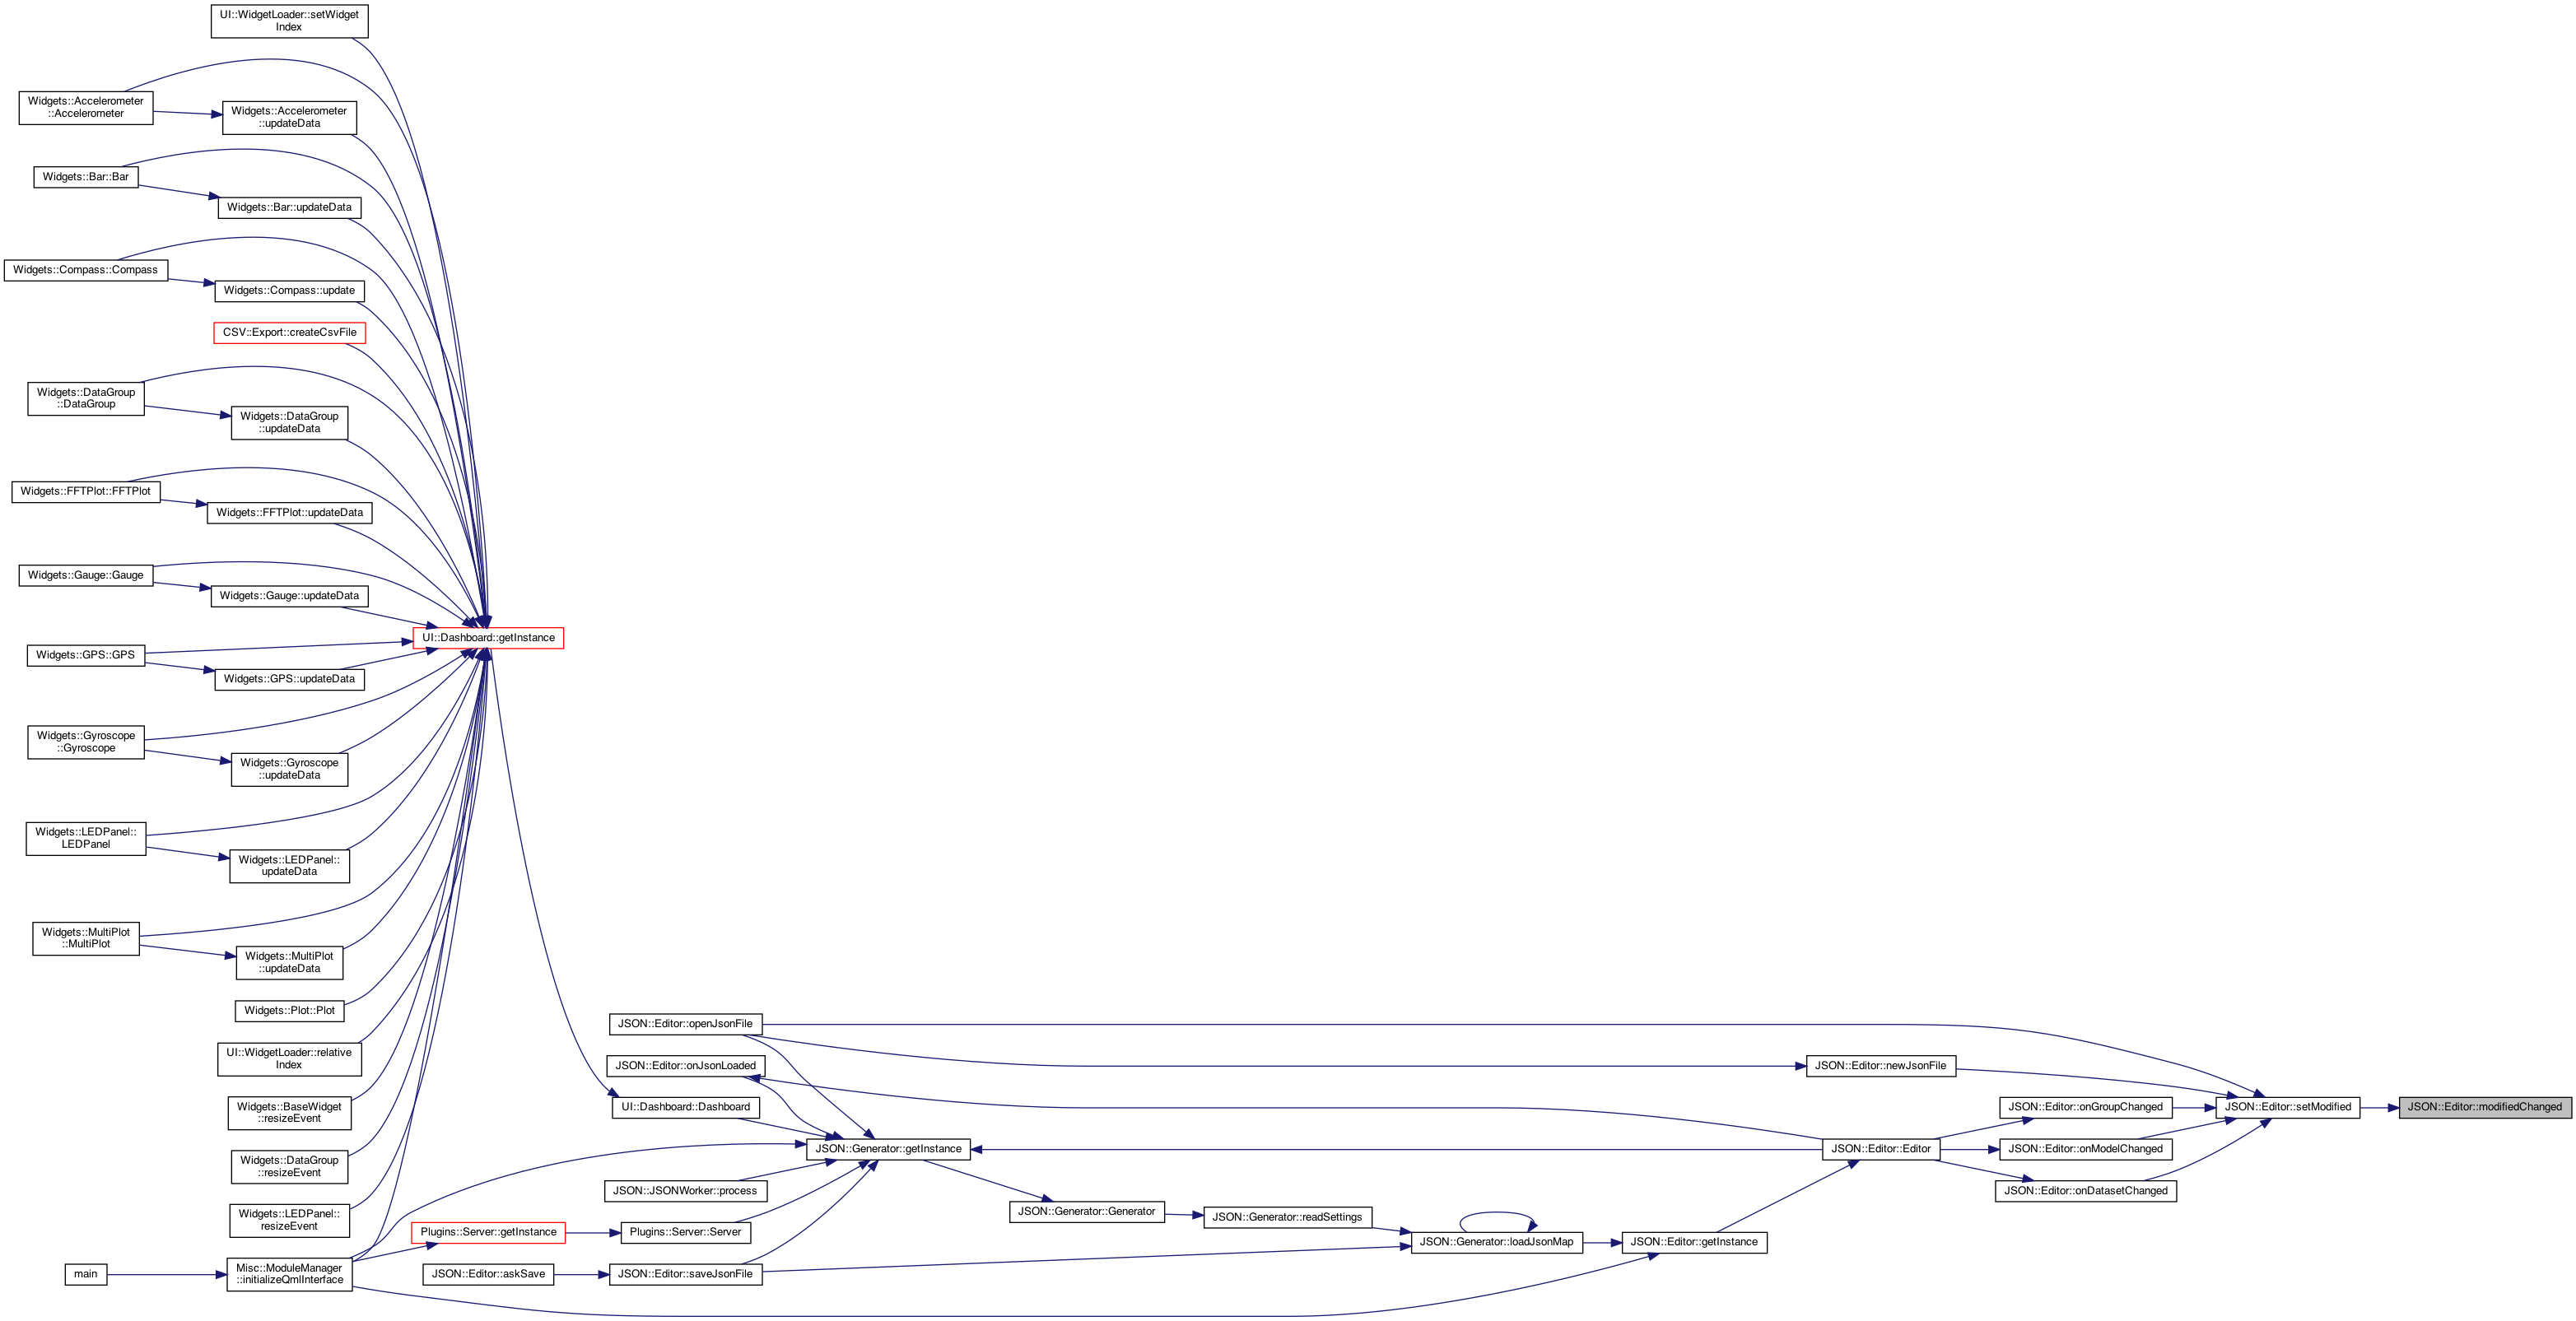 UI::WidgetLoader::setWidget
Index
Widgets::Accelerometer
::Accelerometer
Widgets::Accelerometer
::updateData
Widgets::Bar::Bar
Widgets::Bar::updateData
Widgets::Compass::Compass
Widgets::Compass::update
CSV::Export::createCsvFile
Widgets::DataGroup
::DataGroup
Widgets::DataGroup
::updateData
Widgets::FFTPlot::FFTPlot
Widgets::FFTPlot::updateData
Widgets::Gauge::Gauge
Widgets::Gauge::updateData
UI::Dashboard::getInstance
Widgets::GPS::GPS
Widgets::GPS::updateData
Widgets::Gyroscope
::Gyroscope
Widgets::Gyroscope
::updateData
Widgets::LEDPanel::
LEDPanel
Widgets::LEDPanel::
updateData
Widgets::MultiPlot
::MultiPlot
Widgets::MultiPlot
::updateData
Widgets::Plot::Plot
UI::WidgetLoader::relative
Index
Widgets::BaseWidget
::resizeEvent
Widgets::DataGroup
::resizeEvent
Widgets::LEDPanel::
resizeEvent
main
Misc::ModuleManager
::initializeQmlInterface
Plugins::Server::getInstance
JSON::Editor::askSave
JSON::Editor::openJsonFile
JSON::Editor::onJsonLoaded
UI::Dashboard::Dashboard
JSON::Generator::getInstance
JSON::JSONWorker::process
Plugins::Server::Server
JSON::Editor::saveJsonFile
JSON::Generator::Generator
JSON::Generator::readSettings
JSON::Generator::loadJsonMap
JSON::Editor::getInstance
JSON::Editor::newJsonFile
JSON::Editor::Editor
JSON::Editor::onGroupChanged
JSON::Editor::onModelChanged
JSON::Editor::onDatasetChanged
JSON::Editor::setModified
JSON::Editor::modifiedChanged